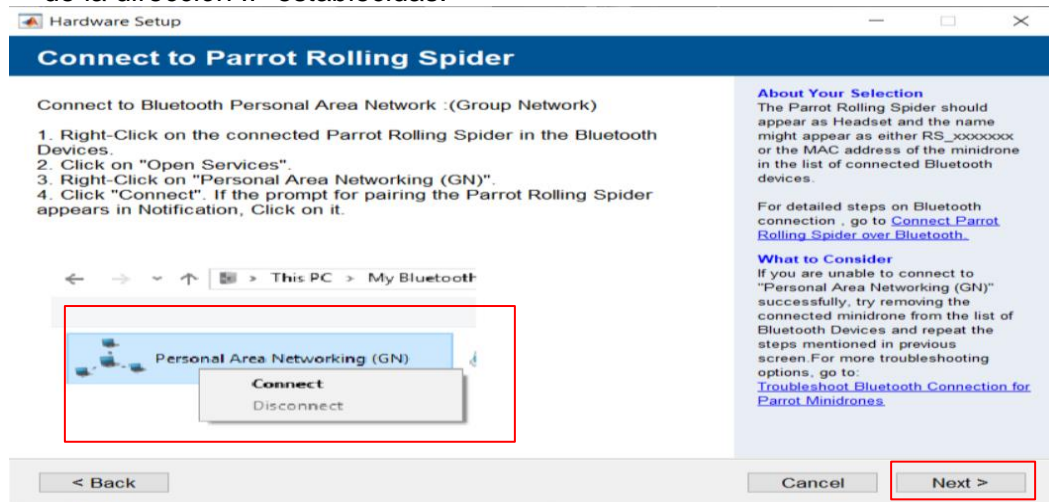 de la dirección IP establecidas.
Hardware Setup
Connect to Parrot Rolling Spider
Connect to Bluetooth Personal Area Network :(Group Network)
1. Right-Click on the connected Parrot Rolling Spider in the Bluetooth
Devices.
2. Click on "Open Services".
3. Right-Click on "Personal Area Networking (GN)".
4. Click "Connect". If the prompt for pairing the Parrot Rolling Spider
appears in Notification, Click on it.
This PC > My Bluetooth
Personal Area Networking (GN)
Connect
Disconnect
About Your Selection
The Parrot Rolling Spider should
appear as Headset and the name
might appear as either RS_xxxxxxx
or the MAC address of the minidrone
in the list of connected Bluetooth
devices.
For detailed steps on Bluetooth
connection , go to Connect Parrot
Rolling Spider over Bluetooth.
What to Consider
If you are unable to connect to
"Personal Area Networking (GN)"
successfully, try removing the
connected minidrone from the list of
Bluetooth Devices and repeat the
steps mentioned in previous
screen.For more troubleshooting
options, go to:
Troubleshoot Bluetooth Connection for
Parrot Minidrones
< Back
Cancel
Next >